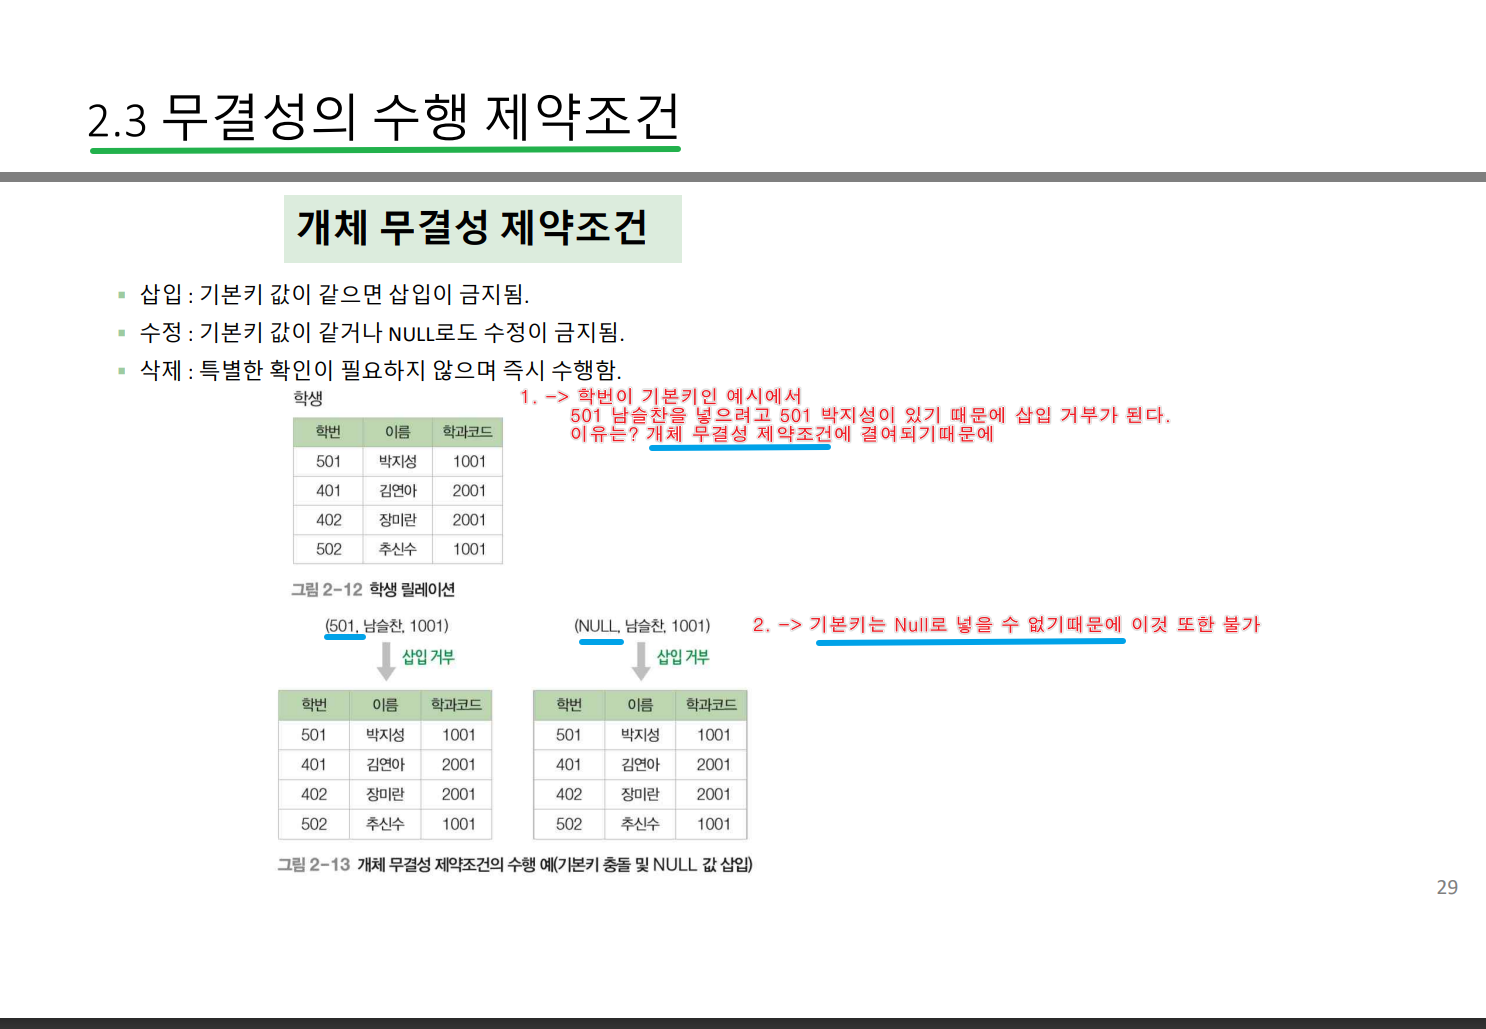 2.3 무결성의 수행 제약조건
개체 무결성 제약조건
▪ 삽입 : 기본키 값이 같으면 삽입이 금지됨.
▪ 수정 : 기본키 값이 같거나 NULL로도 수정이 금지됨.
▪ 삭제 : 특별한 확인이 필요하지 않으며 즉시 수행함.
1. -> 학번이 기본키인 예시에서
501 남슬찬을 넣으려고 501 박지성이 있기 때문에 삽입 거부가 된다.
이유는? 개체 무결성 제약조건에 결여되기때문에
학생
학번 이름 학과코드
501 박지성 1001
401 김연아 2001
402 장미란 2001
502 추신수 1001
그림 2-12 학생 릴레이션
(501, 남슬찬, 1001)
삽입 거부
학번 이름 학과코드
501 박지성 1001
401 김연아 2001
402 장미란 2001
502 추신수 1001
(NULL, 남슬찬, 1001)
삽입 거부
2. -> 기본키는 Null로 넣을 수 없기때문에 이것 또한 불가
학번 이름 학과코드
501 박지성 1001
401 김연아 2001
402 장미란 2001
502 추신수 1001
그림 2-13 개체 무결성 제약조건의 수행 예(기본키 충돌 및 NULL 값 삽입)
29